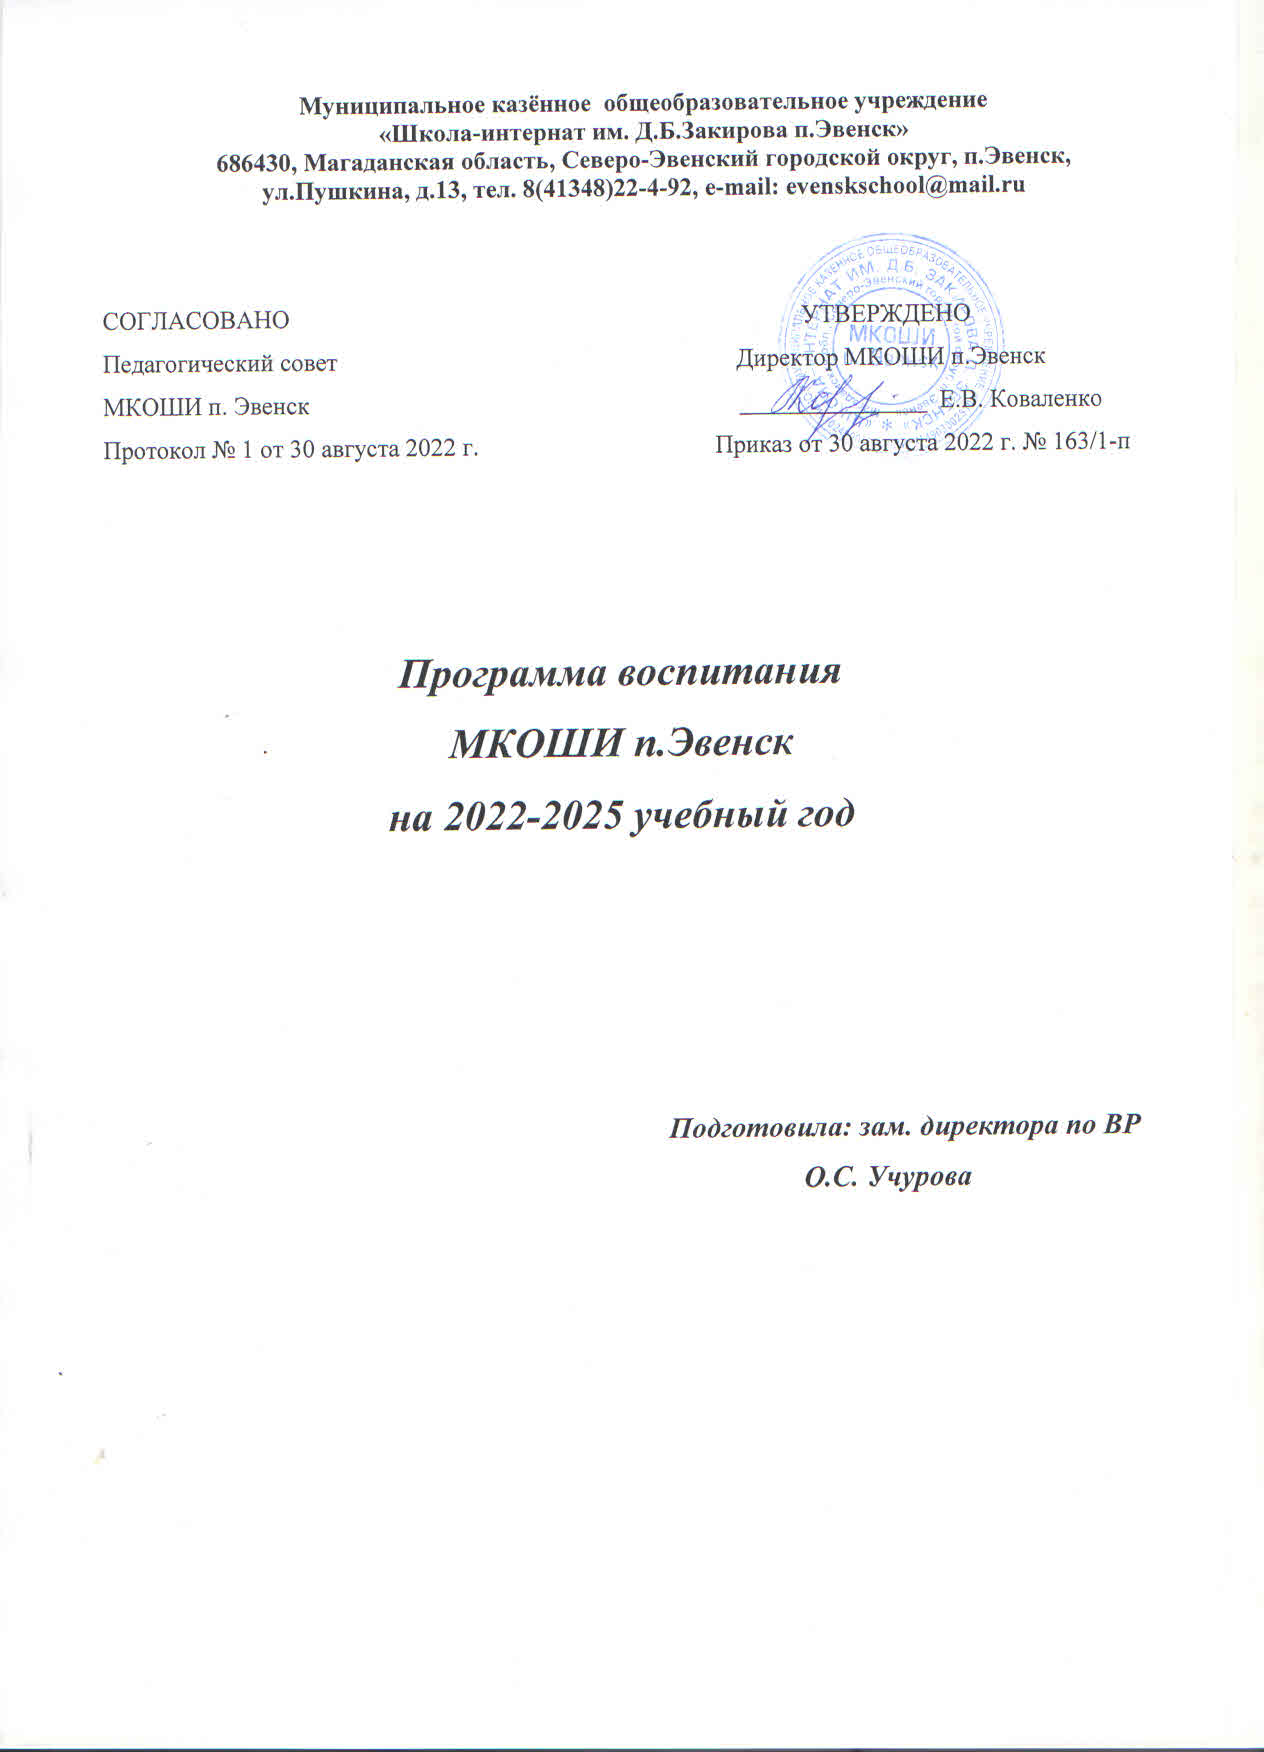 Муниципальное казённое общеобразовательное учреждение
«Школа-интернат им. Д.Б.Закирова п.Эвенск»
686430, Магаданская область, Северо-Эвенский городской округ, п.Эвенск,
ул.Пушкина, д.13, тел. 8(41348)22-4-92, e-mail: evenskschool@mail.ru
СОГЛАСОВАНО
Педагогический совет
МКОШИ п. Эвенск
Протокол № 1 от 30 августа 2022 г.
УТВЕРЖДЕНО
Директор МКОШИ п.Эвенск
Е.В. Коваленко
Приказ от 30 августа 2022 г. № 163/1-п
МКОШИ
Программа воспитания
МКОШИ п.Эвенск
на 2022-2025 учебный год
Подготовила: зам. директора по ВР
О.С. Учурова